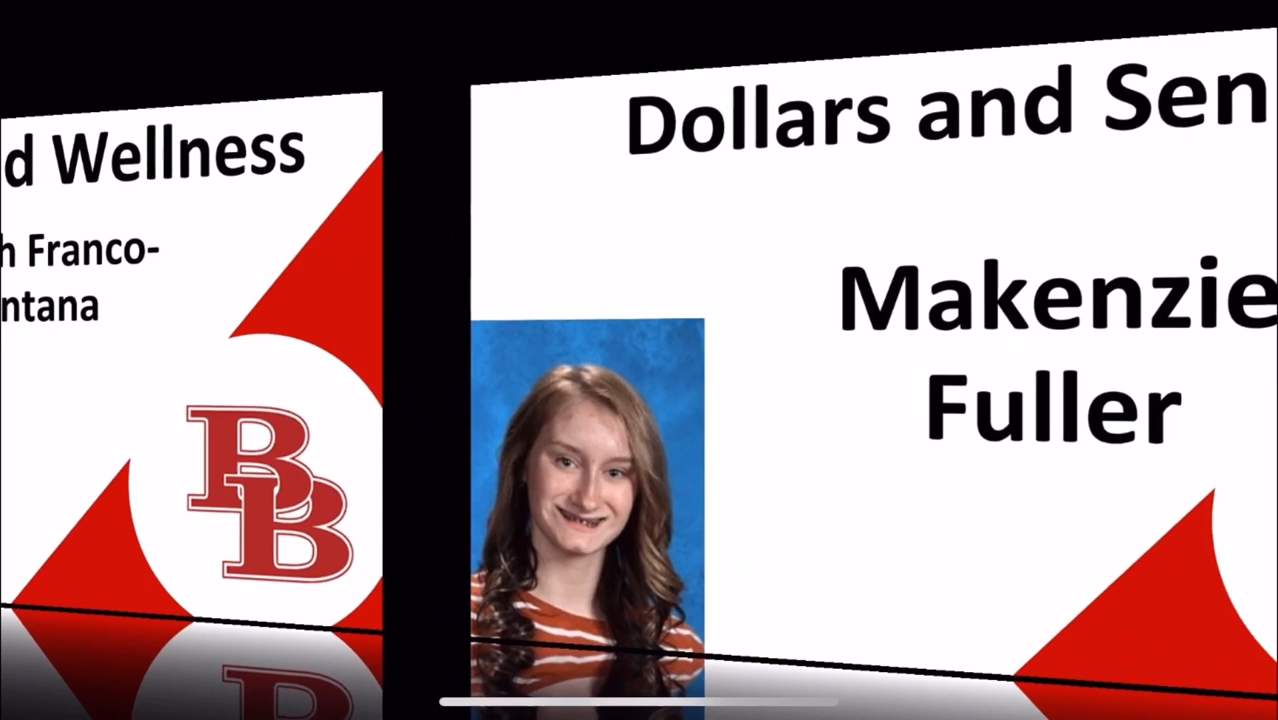 d Wellness
h Franco-
ntana
BB
Dollars and Sen
Makenzie
Fuller